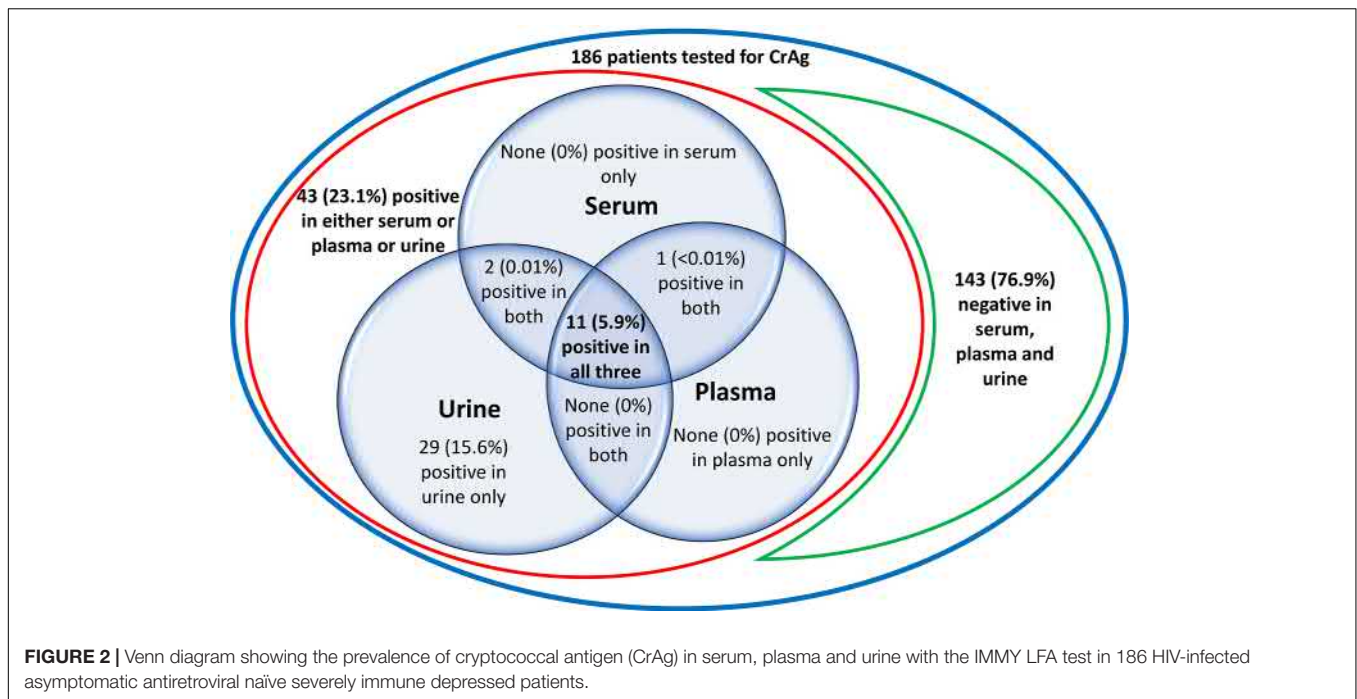 186 patients tested for CrAg
None (0%) positive in serum
only
Serum
43 (23.1%) positive
in either serum or
plasma or urine
2 (0.01%)
positive in
both
1 (<0.01%)
positive in
both
11 (5.9%)
positive in
all three
143 (76.9%)
negative in
serum,
plasma and
urine
Urine
29 (15.6%)
positive in
urine only
None (0%)
positive in
both
Plasma
None (0%) positive
in plasma only
FIGURE 2 | Venn diagram showing the prevalence of cryptococcal antigen (CrAg) in serum, plasma and urine with the IMMY LFA test in 186 HIV-infected
asymptomatic antiretroviral naïve severely immune depressed patients.